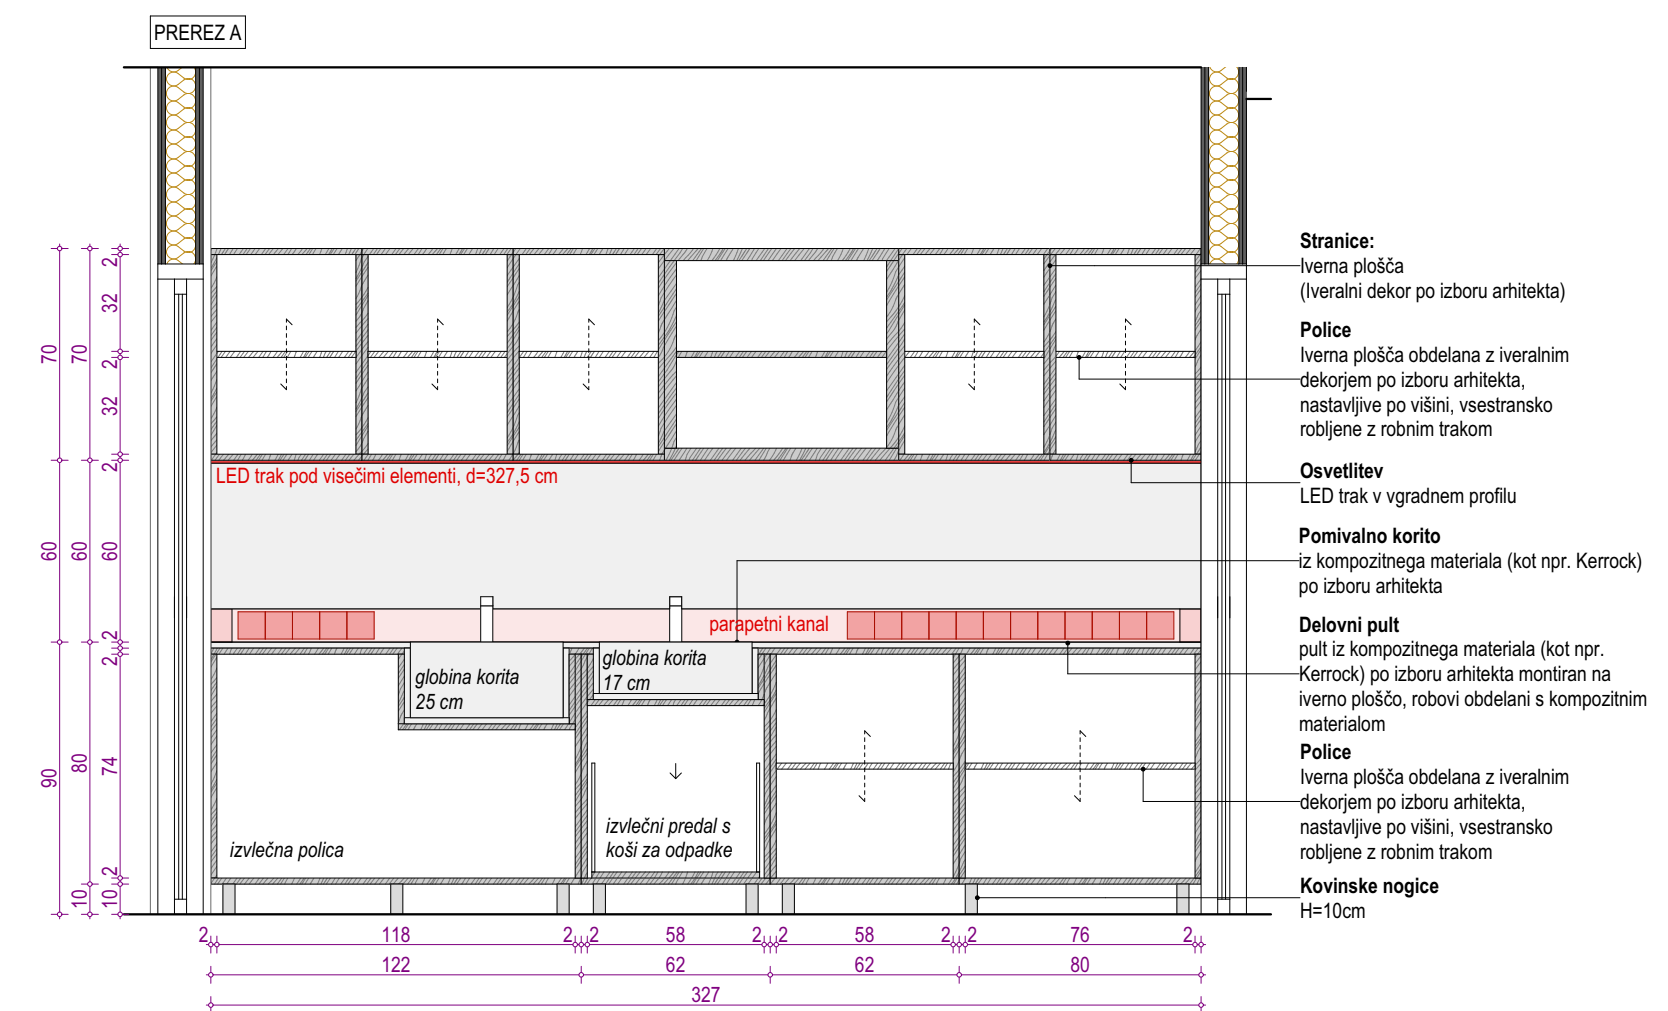 PREREZ A
Stranice:
Iverna plošča
(Iveralni dekor po izboru arhitekta)
Police
Iverna plošča obdelana z iveralnim
dekorjem po izboru arhitekta,
nastavljive po višini, vsestransko
robljene z robnim trakom
Osvetlitev
LED trak v vgradnem profilu
Pomivalno korito
iz kompozitnega materiala (kot npr. Kerrock)
po izboru arhitekta
Delovni pult
pult iz kompozitnega materiala (kot npr.
Kerrock) po izboru arhitekta montiran na
iverno ploščo, robovi obdelani s kompozitnim
materialom
Police
Iverna plošča obdelana z iveralnim
dekorjem po izboru arhitekta,
nastavljive po višini, vsestransko
robljene z robnim trakom
Kovinske nogice
H=10cm
LED trak pod visečimi elementi, d=327,5 cm
parapetni kanal
globina korita
25 cm
globina korita
17 cm
izvlečna polica
izvlečni predal s
koši za odpadke
70
60
90
70
60
80
10
2
32
2
32
2
60
2
2
74
2
10
2 118 2 2 58 2 2 58 2 2 76 2
122 62 62 80
327